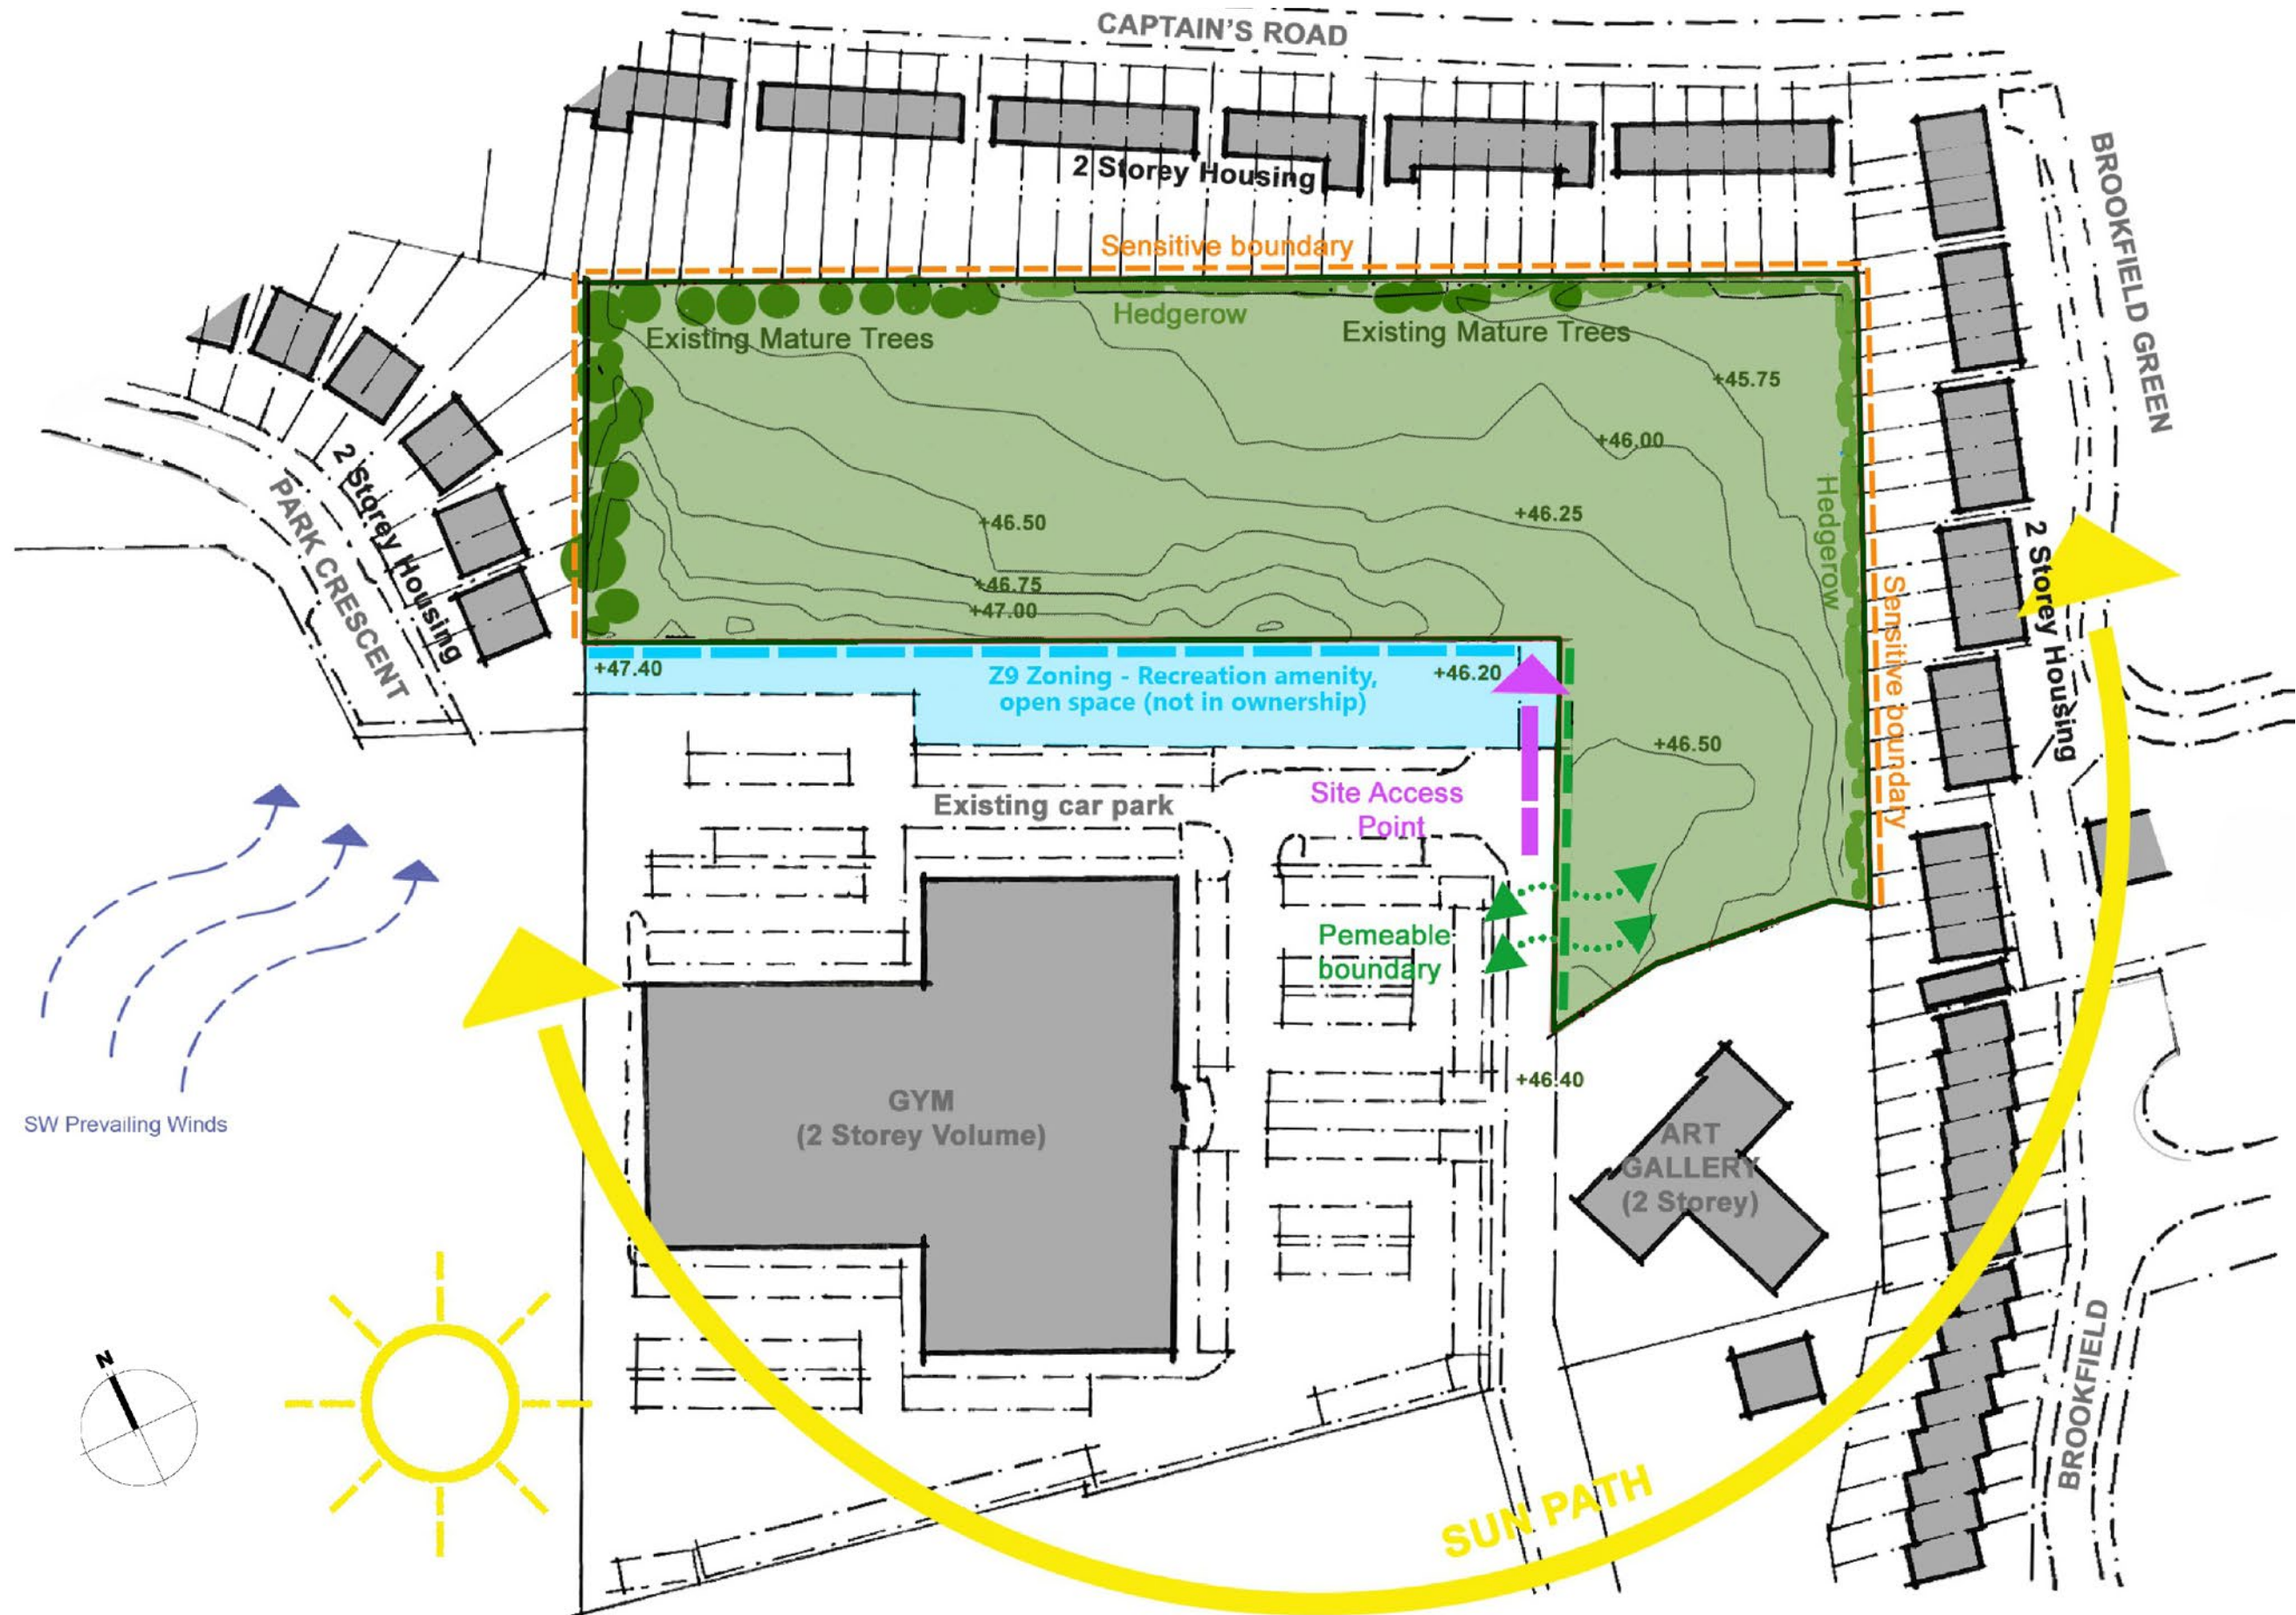 CAPTAIN'S ROAD
2 Storey Housing
BROOKFIELD GREEN
Sensitive boundary
Existing Mature Trees
Hedgerow
Existing Mature Trees
+45.75
+46.00
2 Storey Housing
PARK CRESCENT
+46.50
+46.25
Hedgerow
2 Storey Housing
+46.75
+47.00
Sensitive boundary
+47.40
Z9 Zoning - Recreation amenity,
open space (not in ownership)
+46.20
+46.50
Existing car park
Site Access
Point
Pemeable
boundary
SW Prevailing Winds
GYM
(2 Storey Volume)
+46.40
ART
GALLERY
(2 Storey)
N
BROOKFIELD
SUN PATH